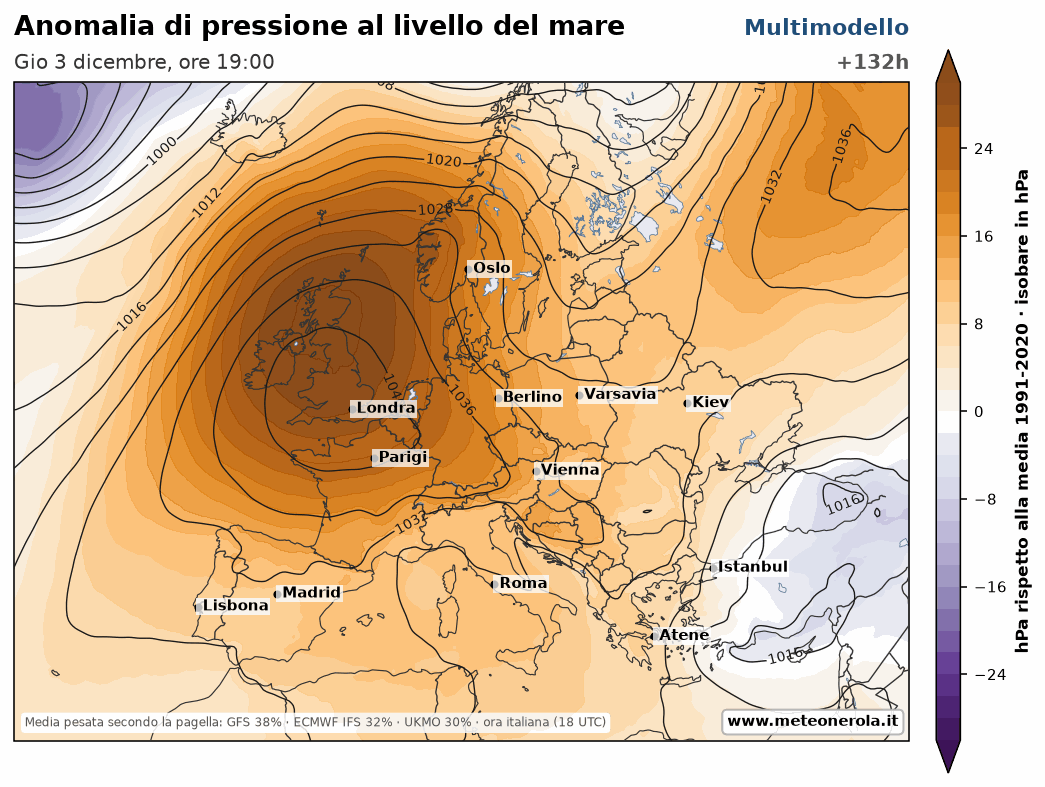 Anomalia di pressione al livello del mare
Multimodello
Gio 3 dicembre, ore 19:00
+132h
1000
1012
1016
1020
1028
1032
1036
Oslo
1036
Londra
Berlino
Varsavia
Kiev
Parigi
Vienna
1016
1032
Istanbul
Roma
Madrid
Lisbona
Atene
1016
Media pesata secondo la pagella: GFS 38% · ECMWF IFS 32% · UKMO 30% · ora italiana (18 UTC)
www.meteonerola.it
24
16
8
0
−8
−16
−24
hPa rispetto alla media 1991-2020 · isobare in hPa